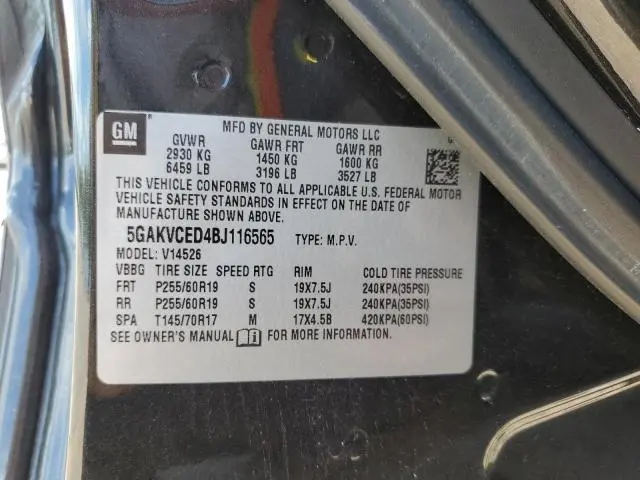 GM
MFD BY GENERAL MOTORS LLC
GVWR GAWR FRT GAWR RR
2930 KG 1450 KG 1600 KG
6459 LB 3196 LB 3527 LB
THIS VEHICLE CONFORMS TO ALL APPLICABLE U.S. FEDERAL MOTOR
VEHICLE SAFETY STANDARDS IN EFFECT ON THE DATE OF
MANUFACTURE SHOWN ABOVE.
5GAKVCED4BJ116565 TYPE: M.P.V.
MODEL: V14526
VBBG TIRE SIZE SPEED RTG RIM COLD TIRE PRESSURE
FRT P255/60R19 S 19X7.5J 240KPA(35PSI)
RR P255/60R19 S 19X7.5J 240KPA(35PSI)
SPA T145/70R17 M 17X4.5B 420KPA(60PSI)
SEE OWNER'S MANUAL FOR MORE INFORMATION.